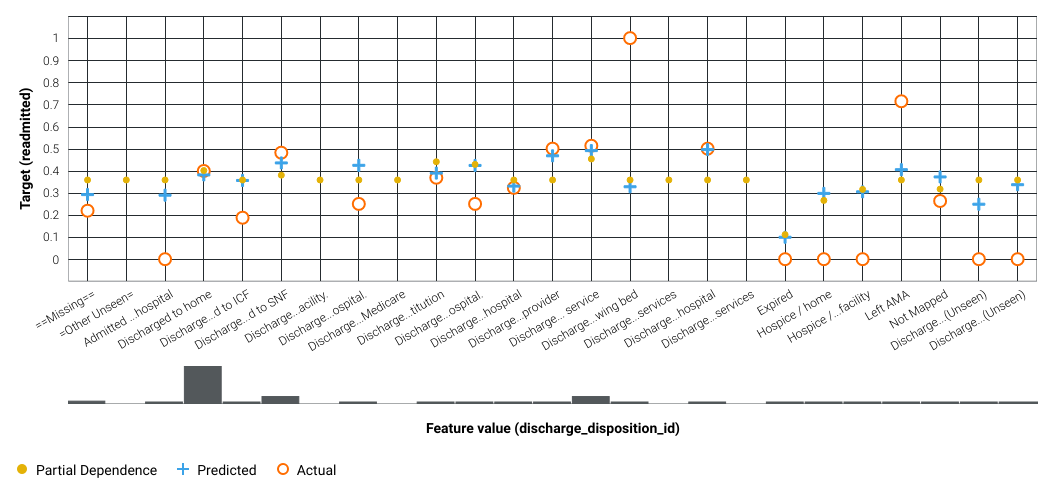 Target (readmitted)
1
0.9
0.8
0.7
0.6
0.5
0.4
0.3
0.2
0.1
0
==Missing==
=Other Unseen=
Admitted ...hospital
Discharged to home
Discharge...d to ICF
Discharge...d to SNF
Discharge...acility.
Discharge...ospital.
Discharge...Medicare
Discharge...titution
Discharge...ospital.
Discharge...hospital
Discharge...provider
Discharge... service
Discharge...wing bed
Discharge...services
Discharge...hospital
Discharge...services
Expired
Hospice / home
Hospice /...facility
Left AMA
Not Mapped
Discharge...(Unseen)
Discharge...(Unseen)
Feature value (discharge_disposition_id)
Partial Dependence
Predicted
Actual